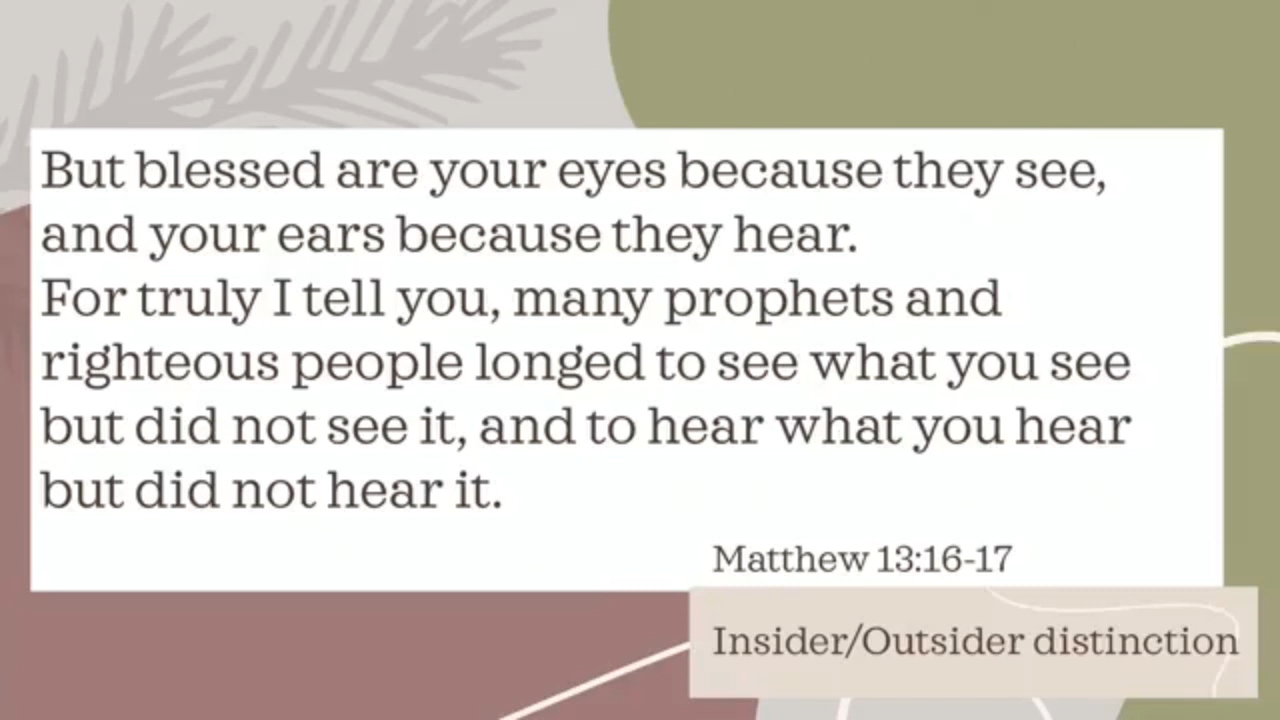 But blessed are your eyes because they see,
and your ears because they hear.
For truly I tell you, many prophets and
righteous people longed to see what you see
but did not see it, and to hear what you hear
but did not hear it.
Matthew 13:16-17
Insider/Outsider distinction